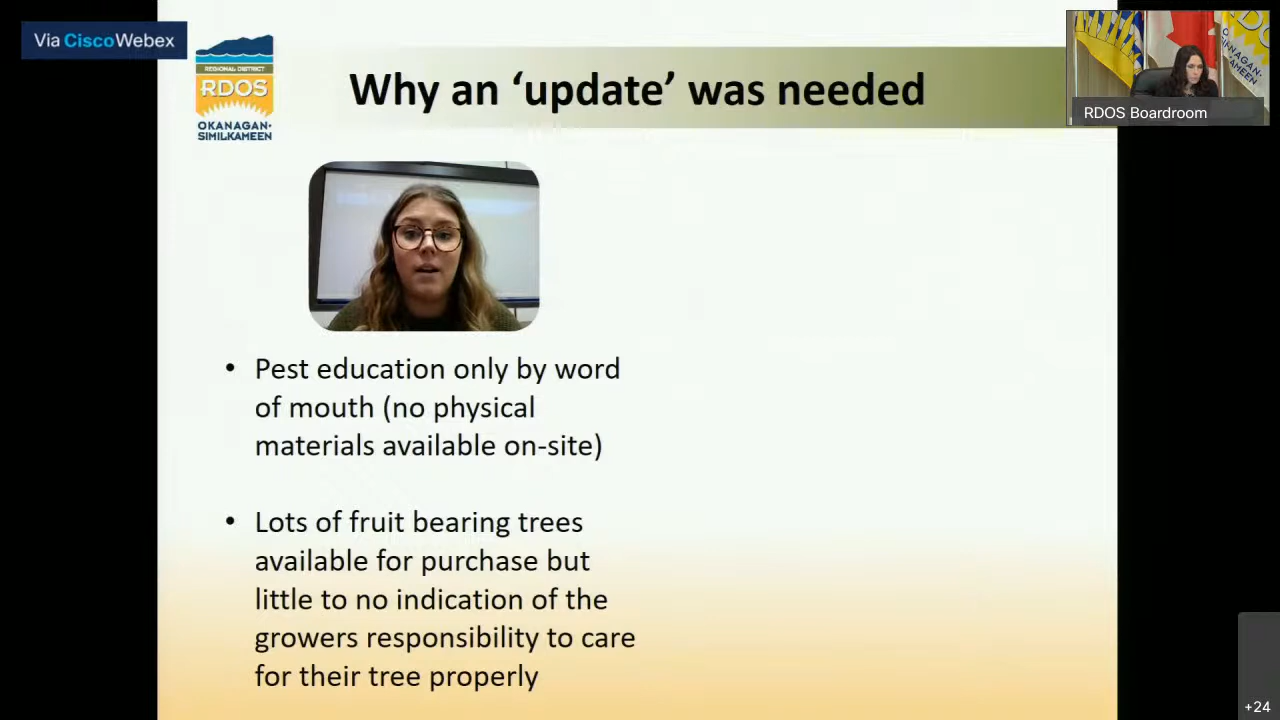 Via CiscoWebex
REGIONAL DISTRICT
RDOS
OKANAGAN-
SIMILKAMEEN
Why an ‘update’ was needed
RDOS Boardroom
• Pest education only by word
of mouth (no physical
materials available on-site)
• Lots of fruit bearing trees
available for purchase but
little to no indication of the
growers responsibility to care
for their tree properly
+24